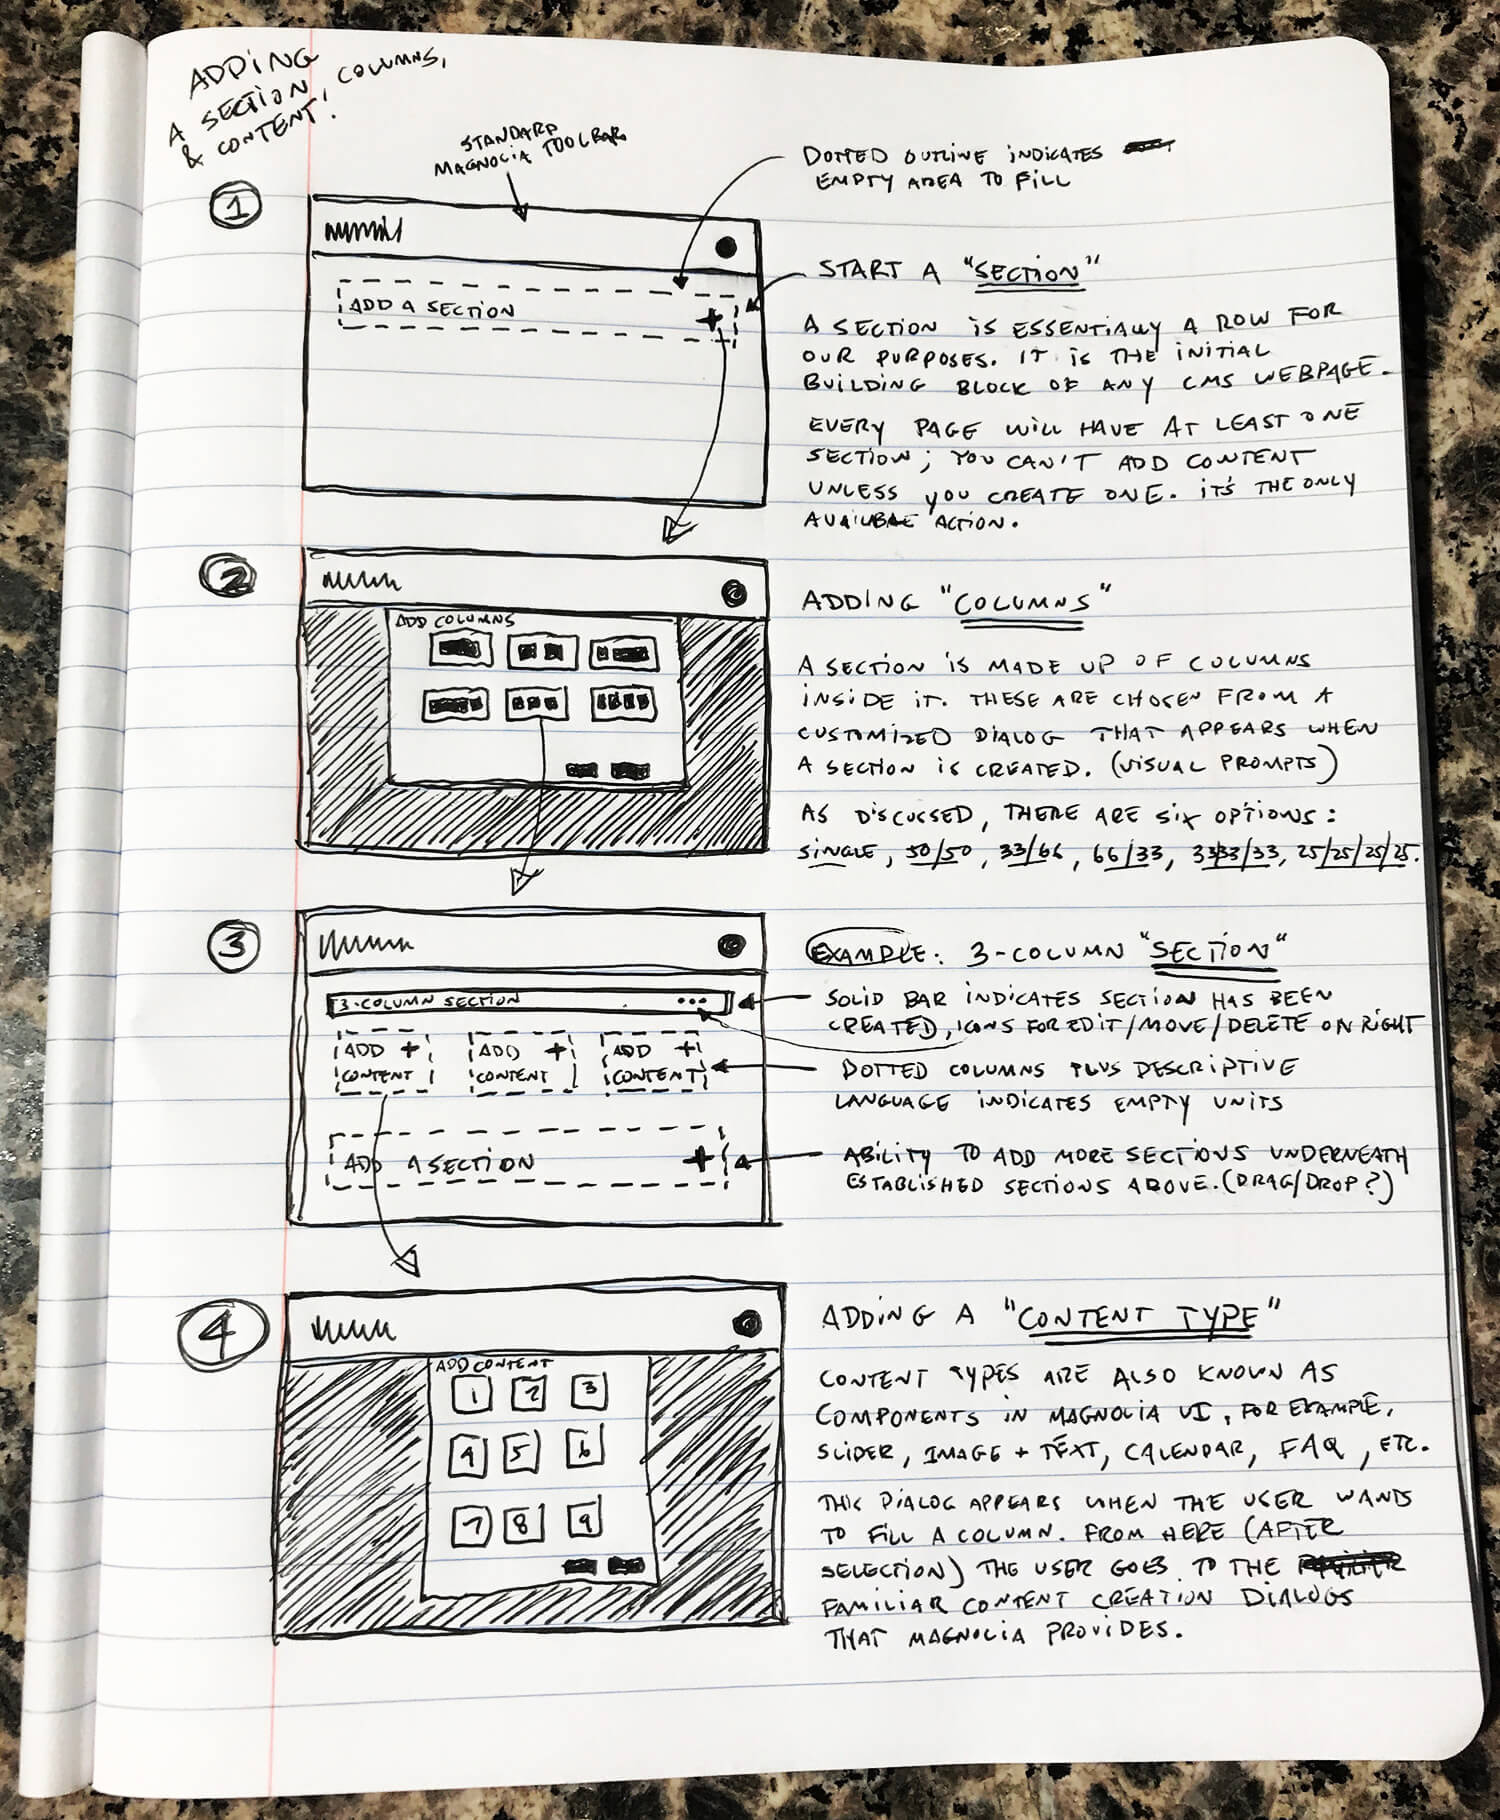 ADDING
A SECTION, COLUMNS,
& CONTENT!
STANDARD
MAGNOLIA TOOLBAR
DOTTED OUTLINE INDICATES
EMPTY AREA TO FILL
1
ADD A SECTION +
START A "SECTION"
A SECTION IS ESSENTIALLY A ROW FOR
OUR PURPOSES. IT IS THE INITIAL
BUILDING BLOCK OF ANY CMS WEBPAGE.
EVERY PAGE WILL HAVE AT LEAST ONE
SECTION; YOU CAN'T ADD CONTENT
UNLESS YOU CREATE ONE. IT'S THE ONLY
AVAILABLE ACTION.
2
ADD COLUMNS
ADDING "COLUMNS"
A SECTION IS MADE UP OF COLUMNS
INSIDE IT. THESE ARE CHOSEN FROM A
CUSTOMIZED DIALOG THAT APPEARS WHEN
A SECTION IS CREATED. (VISUAL PROMPTS)
AS DISCUSSED, THERE ARE SIX OPTIONS:
SINGLE, 50/50, 33/66, 66/33, 33/33/33, 25/25/25/25.
3
3-COLUMN SECTION ...
ADD + ADD + ADD +
CONTENT CONTENT CONTENT
ADD A SECTION +
EXAMPLE: 3-COLUMN "SECTION"
SOLID BAR INDICATES SECTION HAS BEEN
CREATED, ICONS FOR EDIT/MOVE/DELETE ON RIGHT
DOTTED COLUMNS PLUS DESCRIPTIVE
LANGUAGE INDICATES EMPTY UNITS
ABILITY TO ADD MORE SECTIONS UNDERNEATH
ESTABLISHED SECTIONS ABOVE. (DRAG/DROP?)
4
ADD CONTENT
1 2 3
4 5 6
7 8 9
ADDING A "CONTENT TYPE"
CONTENT TYPES ARE ALSO KNOWN AS
COMPONENTS IN MAGNOLIA UI, FOR EXAMPLE,
SLIDER, IMAGE + TEXT, CALENDAR, FAQ, ETC.
THIS DIALOG APPEARS WHEN THE USER WANTS
TO FILL A COLUMN. FROM HERE (AFTER
SELECTION) THE USER GOES TO THE
FAMILIAR CONTENT CREATION DIALOGS
THAT MAGNOLIA PROVIDES.